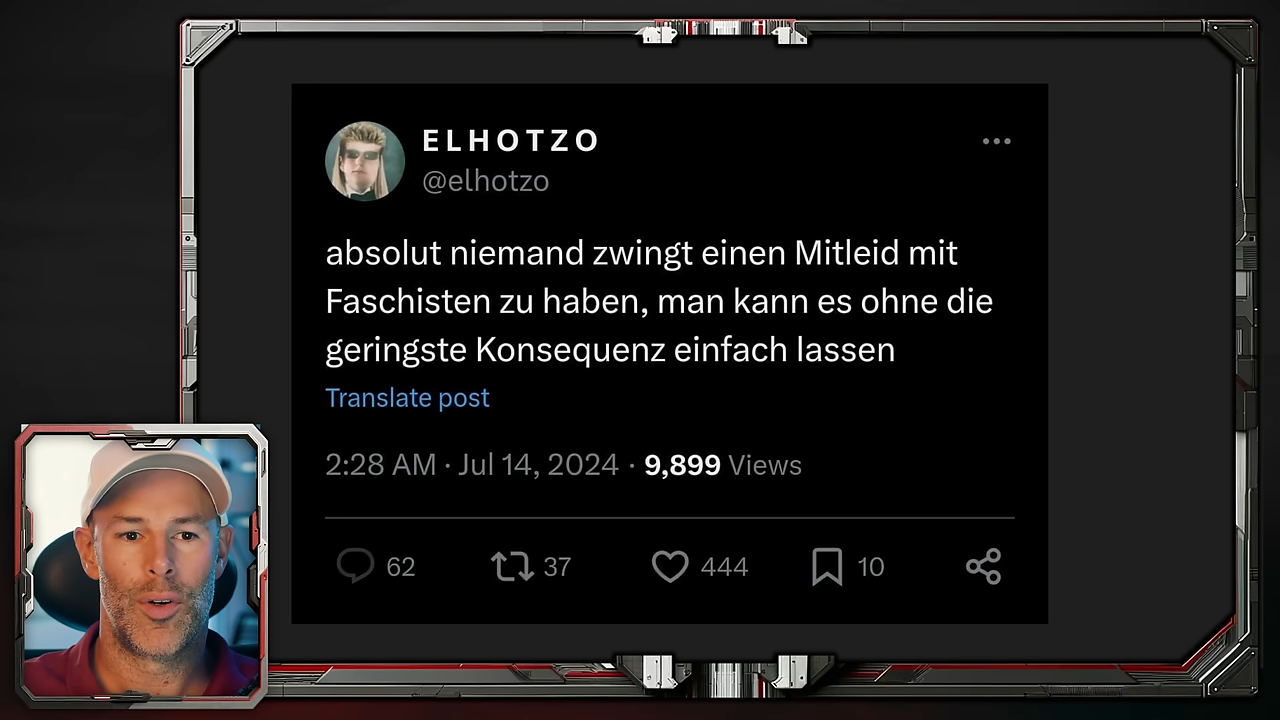 ELHOTZO
@elhotzo
absolut niemand zwingt einen Mitleid mit
Faschisten zu haben, man kann es ohne die
geringste Konsequenz einfach lassen
Translate post
2:28 AM · Jul 14, 2024 · 9,899 Views
62 37 444 10